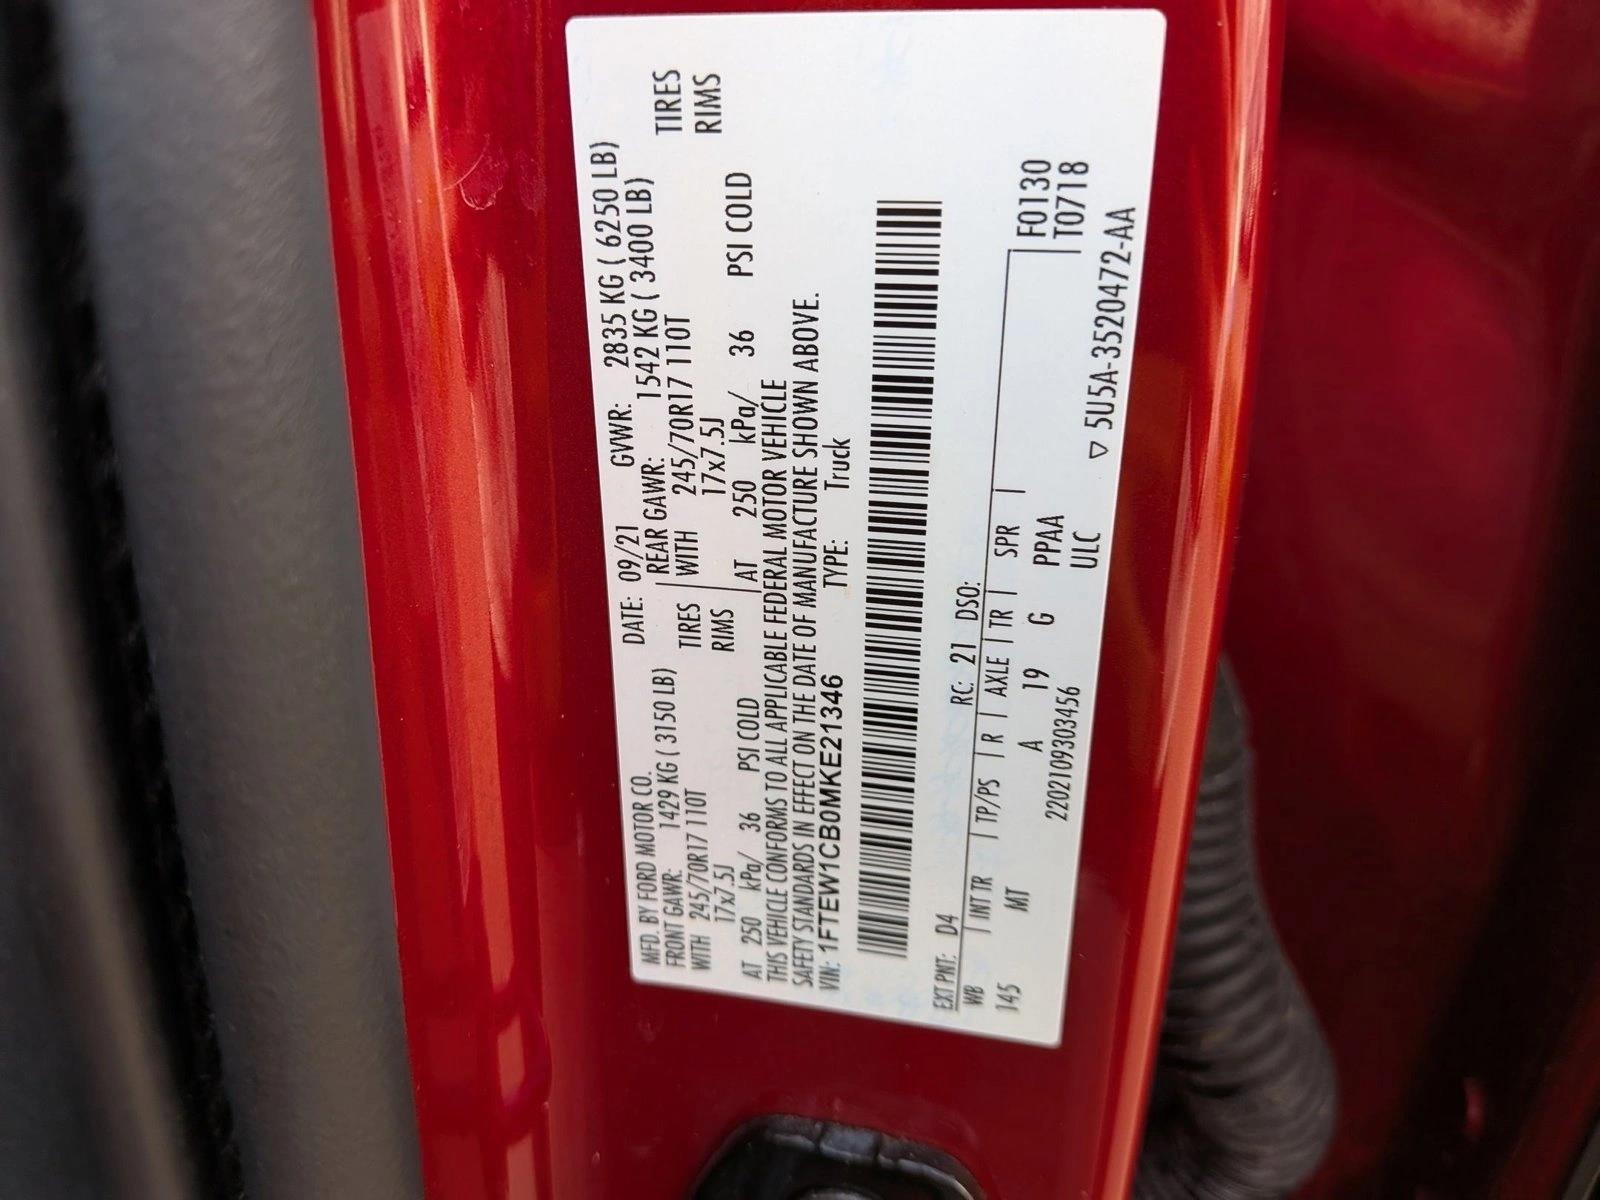 MFD. BY FORD MOTOR CO. DATE: 09/21 GVWR: 2835 KG ( 6250 LB)
FRONT GAWR: 1429 KG ( 3150 LB) REAR GAWR: 1542 KG ( 3400 LB)
WITH 245/70R17 110T TIRES WITH 245/70R17 110T TIRES
17x7.5J RIMS 17x7.5J RIMS
AT 250 kPa/ 36 PSI COLD AT 250 kPa/ 36 PSI COLD
THIS VEHICLE CONFORMS TO ALL APPLICABLE FEDERAL MOTOR VEHICLE
SAFETY STANDARDS IN EFFECT ON THE DATE OF MANUFACTURE SHOWN ABOVE.
VIN: 1FTEW1CB0MKE21346 TYPE: Truck
EXT PNT: D4 RC: 21 DSO:
WB INT TR TP/PS R AXLE TR SPR F0130
145 MT A 19 G PPAA T0718
2202109303456 ULC
▽ 5U5A-3520472-AA